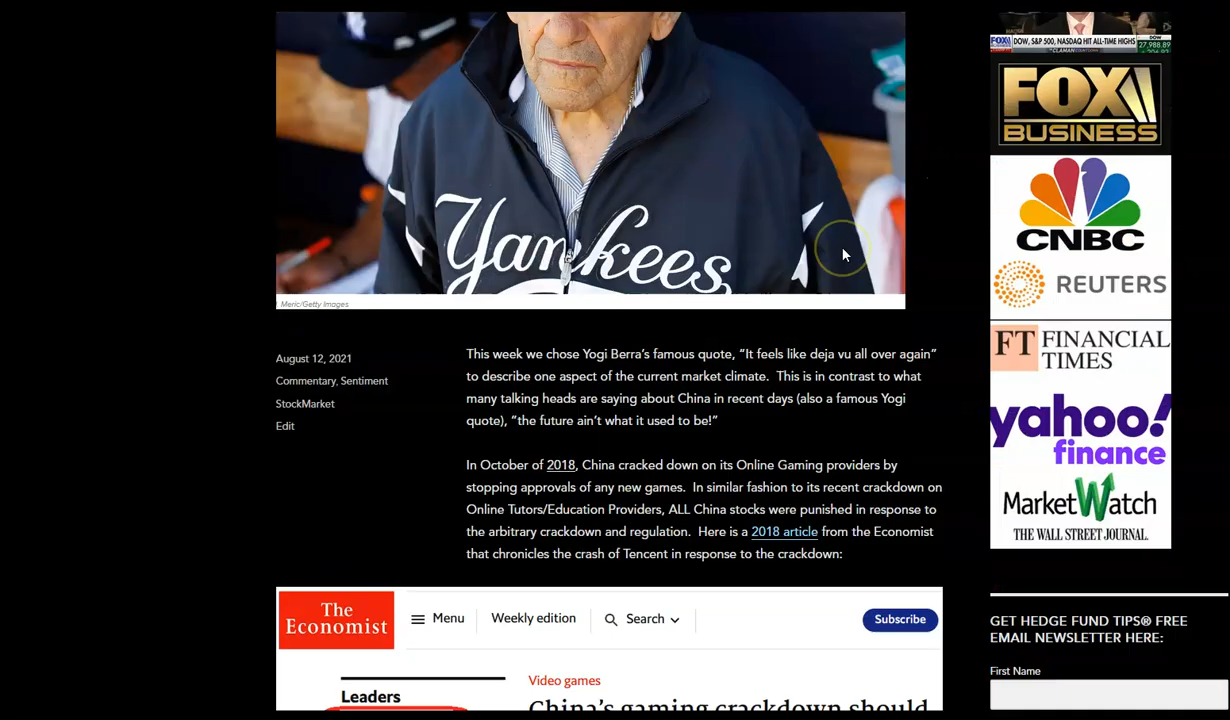 Yankees
. Meric/Getty Images
August 12, 2021
Commentary, Sentiment
StockMarket
Edit
This week we chose Yogi Berra's famous quote, “It feels like deja vu all over again”
to describe one aspect of the current market climate. This is in contrast to what
many talking heads are saying about China in recent days (also a famous Yogi
quote), “the future ain't what it used to be!”
In October of 2018, China cracked down on its Online Gaming providers by
stopping approvals of any new games. In similar fashion to its recent crackdown on
Online Tutors/Education Providers, ALL China stocks were punished in response to
the arbitrary crackdown and regulation. Here is a 2018 article from the Economist
that chronicles the crash of Tencent in response to the crackdown:
The
Economist
Menu
Weekly edition
Search
Subscribe
Leaders
Video games
China's gaming crackdown should
FOX
DOW, S&P 500, NASDAQ HIT ALL-TIME HIGHS
DOW
27,988.89
FOX
BUSINESS
CNBC
REUTERS
FT FINANCIAL
TIMES
yahoo!
finance
MarketWatch
THE WALL STREET JOURNAL.
GET HEDGE FUND TIPS® FREE
EMAIL NEWSLETTER HERE:
First Name